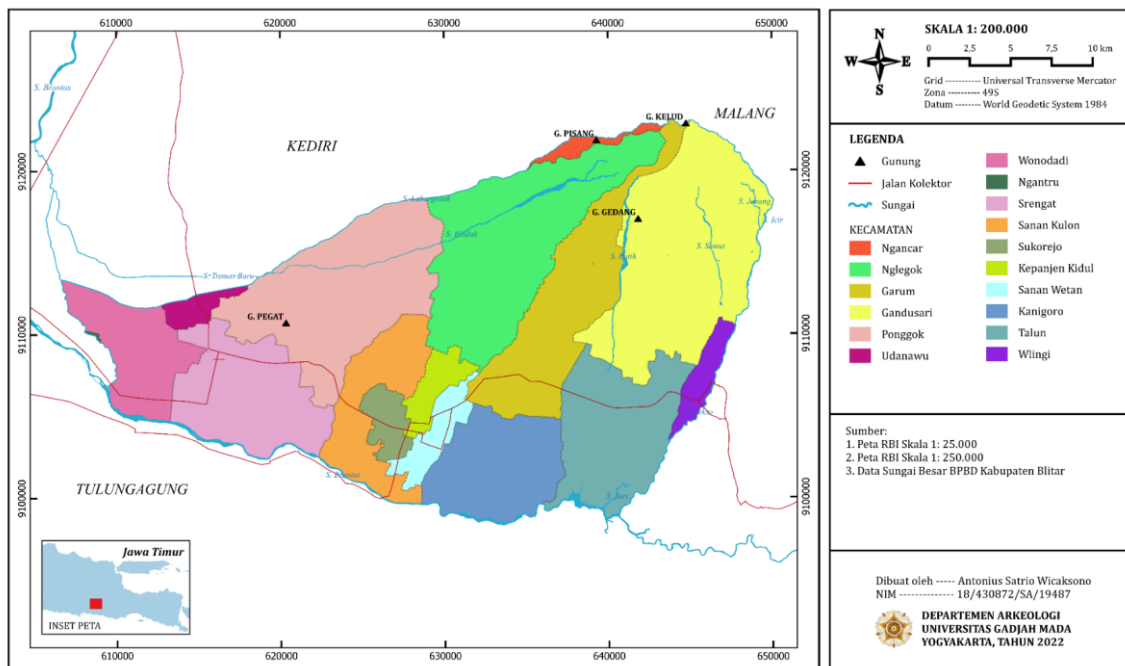 610000
620000
630000
640000
650000
9120000
9110000
9100000
9120000
9110000
9100000
610000
620000
630000
640000
650000
S. Brantas
KEDIRI
MALANG
TULUNGAGUNG
G. PISANG
G. KELUD
G. GEDANG
G. PEGAT
S. Putih
S. Semut
S. Icir
S. Brantas
S. Jari
Jawa Timur
INSET PETA
N
W E
S
SKALA 1: 200.000
0 2,5 5 7,5 10 km
Grid ----------- Universal Transverse Mercator
Zona ---------- 49S
Datum -------- World Geodetic System 1984
LEGENDA
Gunung
Jalan Kolektor
Sungai
KECAMATAN
Ngancar
Nglegok
Garum
Gandusari
Ponggok
Udanawu
Wonodadi
Ngantru
Srengat
Sanan Kulon
Sukorejo
Kepanjen Kidul
Sanan Wetan
Kanigoro
Talun
Wlingi
Sumber:
1. Peta RBI Skala 1: 25.000
2. Peta RBI Skala 1: 250.000
3. Data Sungai Besar BPBD Kabupaten Blitar
Dibuat oleh ----- Antonius Satrio Wicaksono
NIM -------------- 18/430872/SA/19487
DEPARTEMEN ARKEOLOGI
UNIVERSITAS GADJAH MADA
YOGYAKARTA, TAHUN 2022